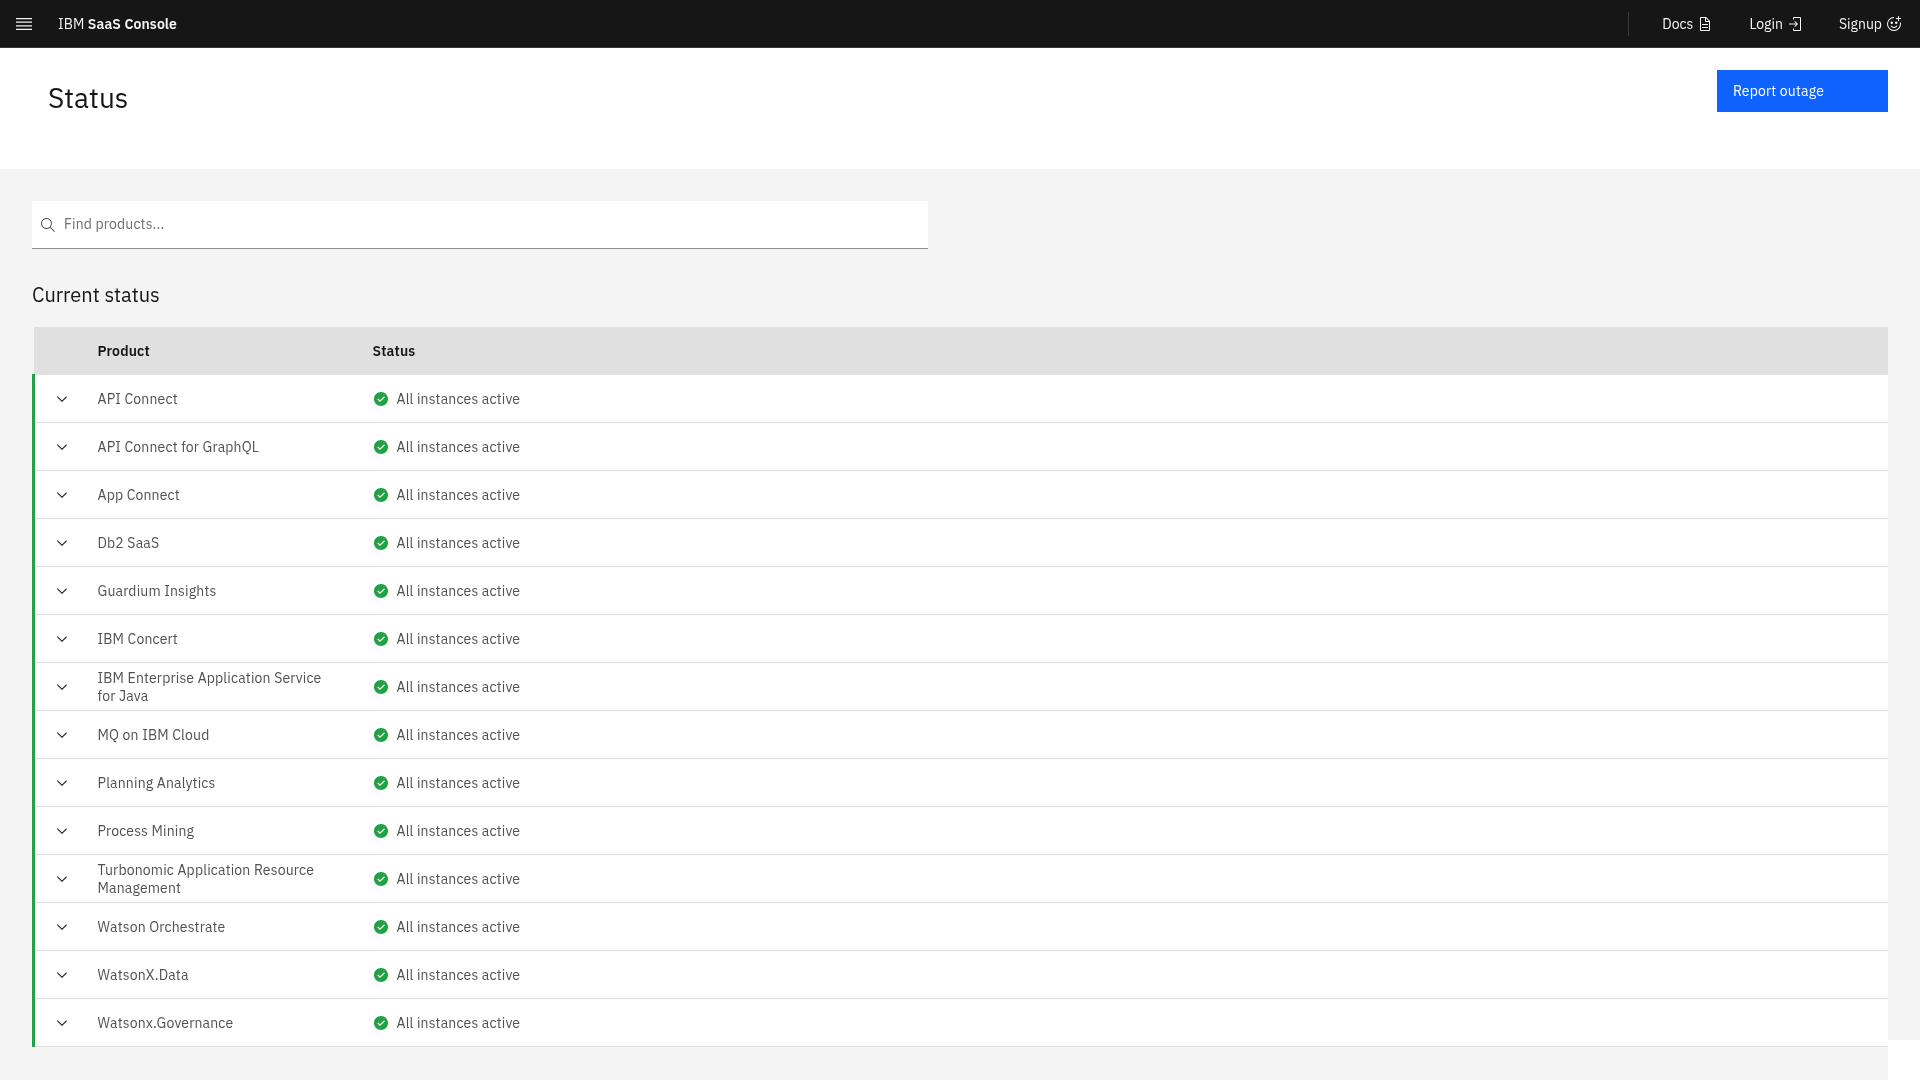 IBM SaaS Console
Docs
Login
Signup
Status
Report outage
Find products...
Current status
Product Status
API Connect All instances active
API Connect for GraphQL All instances active
App Connect All instances active
Db2 SaaS All instances active
Guardium Insights All instances active
IBM Concert All instances active
IBM Enterprise Application Service
for Java
All instances active
MQ on IBM Cloud All instances active
Planning Analytics All instances active
Process Mining All instances active
Turbonomic Application Resource
Management
All instances active
Watson Orchestrate All instances active
WatsonX.Data All instances active
Watsonx.Governance All instances active